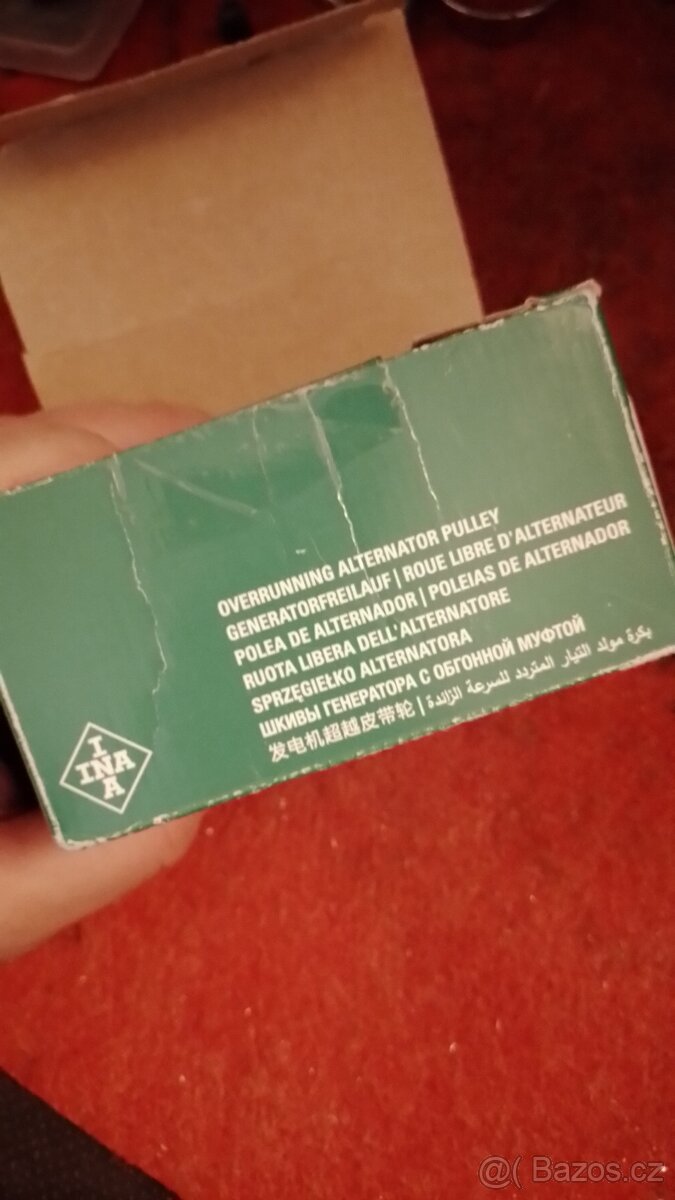 OVERRUNNING ALTERNATOR PULLEY
GENERATORFREILAUF | ROUE LIBRE D'ALTERNATEUR
POLEA DE ALTERNADOR | POLEIAS DE ALTERNADOR
RUOTA LIBERA DELL'ALTERNATORE
SPRZĘGIEŁKO ALTERNATORA
ШКИВЫ ГЕНЕРАТОРА С ОБГОННОЙ МУФТОЙ
发电机超越皮带轮 | بكرة مولد التيار المتردد للسرعة الزائدة
I
INA
A
@( Bazos.cz